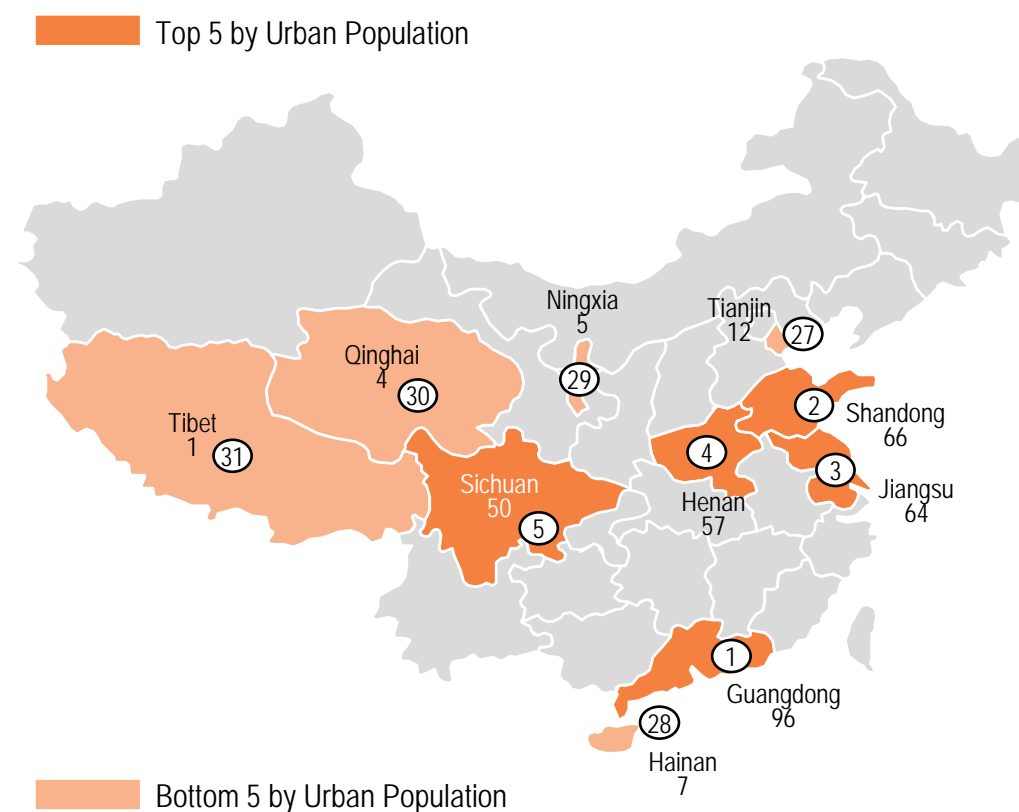 Top 5 by Urban Population
Ningxia
5
Tianjin
12
27
Qinghai
4
30
29
2
Shandong
66
Tibet
1
31
4
3
Sichuan
50
5
Henan
57
Jiangsu
64
1
Guangdong
96
28
Hainan
7
Bottom 5 by Urban Population